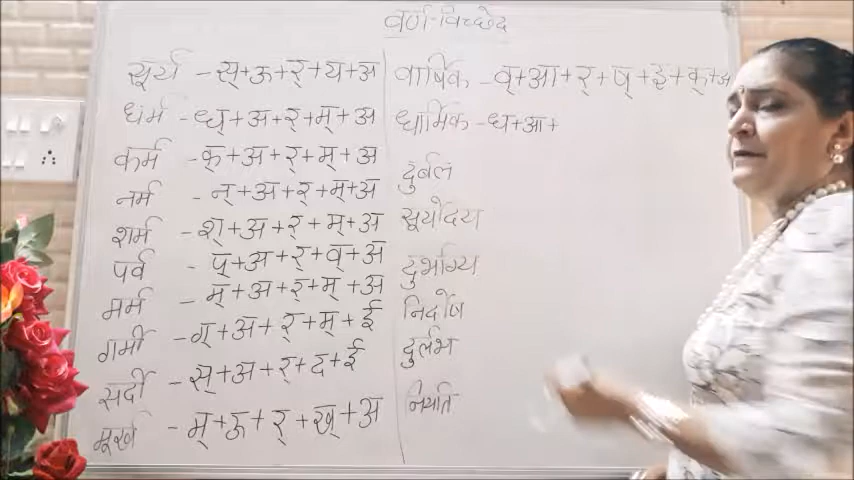 वर्ण-विच्छेद
सूर्य - स्+ऊ+र्+य+अ
धर्म - ध्+अ+र्+म्+अ
कर्म - क्+अ+र्+म्+अ
नर्म - न्+अ+र्+म्+अ
शर्म - श्+अ+र्+म्+अ
पर्व - प्+अ+र्+व्+अ
मर्म - म्+अ+र्+म्+अ
गर्मी - ग्+अ+र्+म्+ई
सर्दी - स्+अ+र्+द+ई
मूर्ख - म्+ऊ+र्+ख्+अ
वार्षिक - व्+आ+र्+ष्+इ+क्+अ
धार्मिक - ध+आ+
दुर्बल
सूर्योदय
दुर्भाग्य
निर्दोष
दुर्लभ